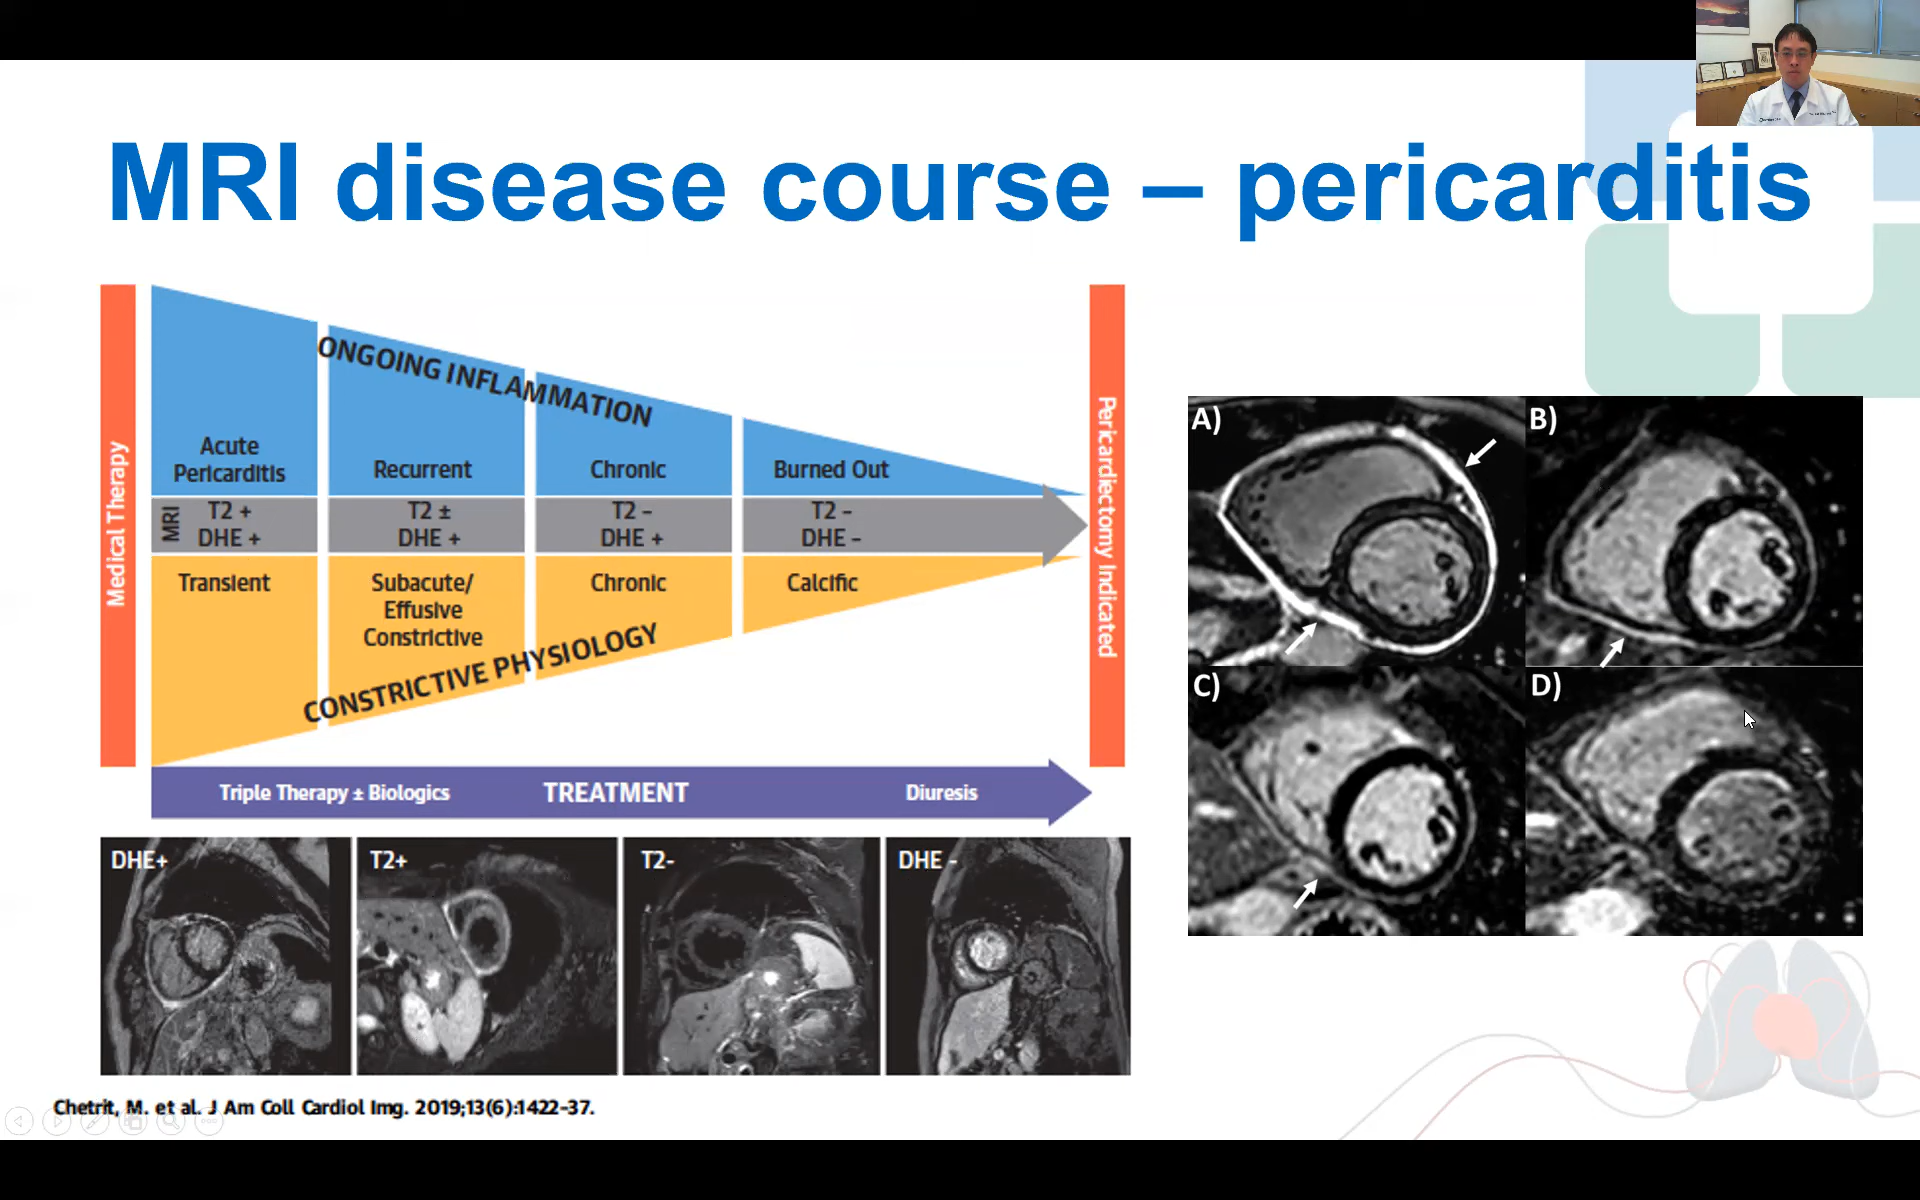 MRI disease course – pericarditis
Medical Therapy
ONGOING INFLAMMATION
Acute
Pericarditis
Recurrent
Chronic
Burned Out
MRI
T2 +
DHE +
T2 ±
DHE +
T2 –
DHE +
T2 –
DHE –
Transient
Subacute/
Effusive
Constrictive
Chronic
Calcific
CONSTRICTIVE PHYSIOLOGY
Pericardiectomy Indicated
Triple Therapy ± Biologics
TREATMENT
Diuresis
DHE+
T2+
T2-
DHE -
A)
B)
C)
D)
Chetrit, M. et al. J Am Coll Cardiol Img. 2019;13(6):1422-37.